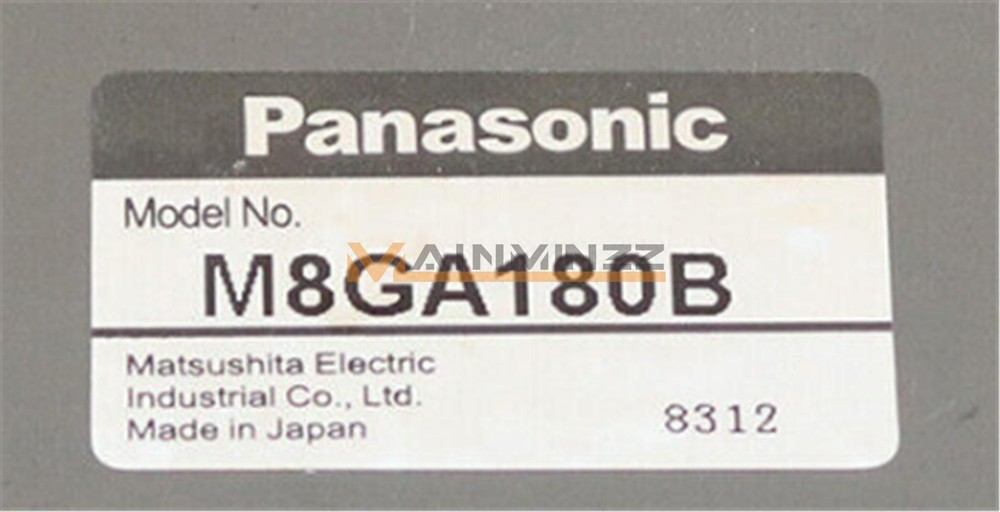 Panasonic
Model No.
M8GA180B
Matsushita Electric
Industrial Co., Ltd.
Made in Japan
8312